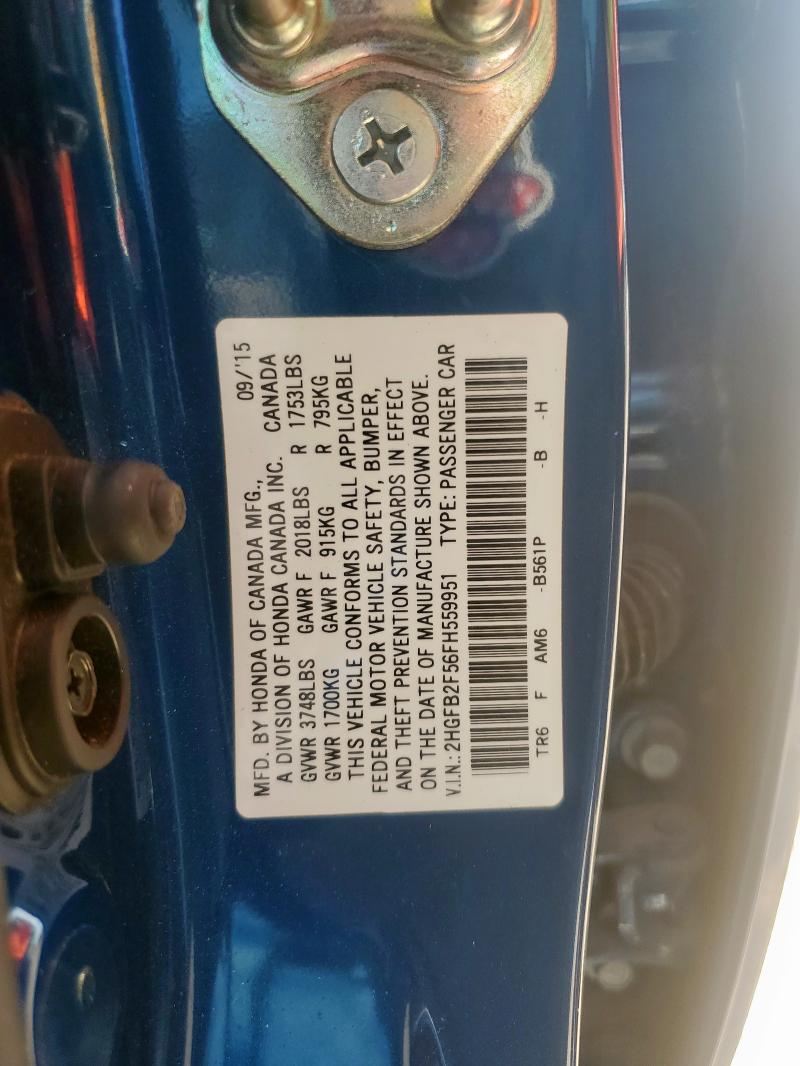 MFD. BY HONDA OF CANADA MFG., 09/'15
A DIVISION OF HONDA CANADA INC. CANADA
GVWR 3748LBS GAWR F 2018LBS R 1753LBS
GVWR 1700KG GAWR F 915KG R 795KG
THIS VEHICLE CONFORMS TO ALL APPLICABLE
FEDERAL MOTOR VEHICLE SAFETY, BUMPER,
AND THEFT PREVENTION STANDARDS IN EFFECT
ON THE DATE OF MANUFACTURE SHOWN ABOVE.
V.I.N.: 2HGFB2F56FH559951 TYPE: PASSENGER CAR
TR6 F AM6 -B561P -B -H